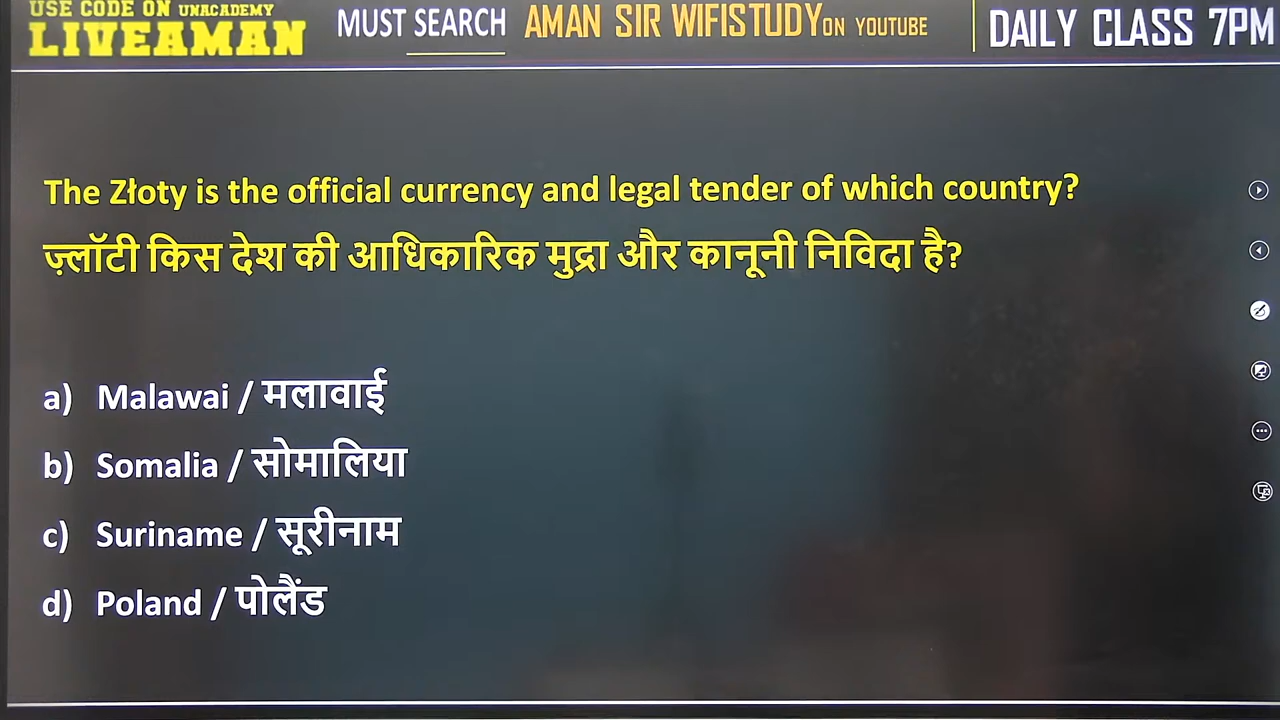 USE CODE ON UNACADEMY
LIVEAMAN
MUST SEARCH AMAN SIR WIFISTUDY ON YOUTUBE
DAILY CLASS 7PM
The Złoty is the official currency and legal tender of which country?
ज़्लॉटी किस देश की आधिकारिक मुद्रा और कानूनी निविदा है?
a) Malawai / मलावाई
b) Somalia / सोमालिया
c) Suriname / सूरीनाम
d) Poland / पोलैंड